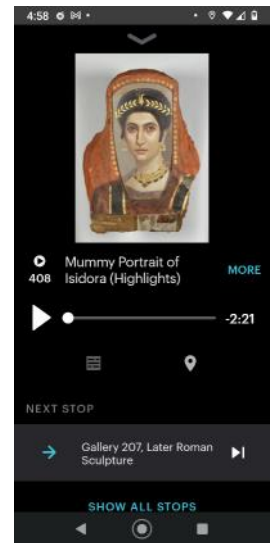 4:58
Mummy Portrait of
Isidora (Highlights)
408
MORE
-2:21
NEXT STOP
Gallery 207, Later Roman
Sculpture
SHOW ALL STOPS